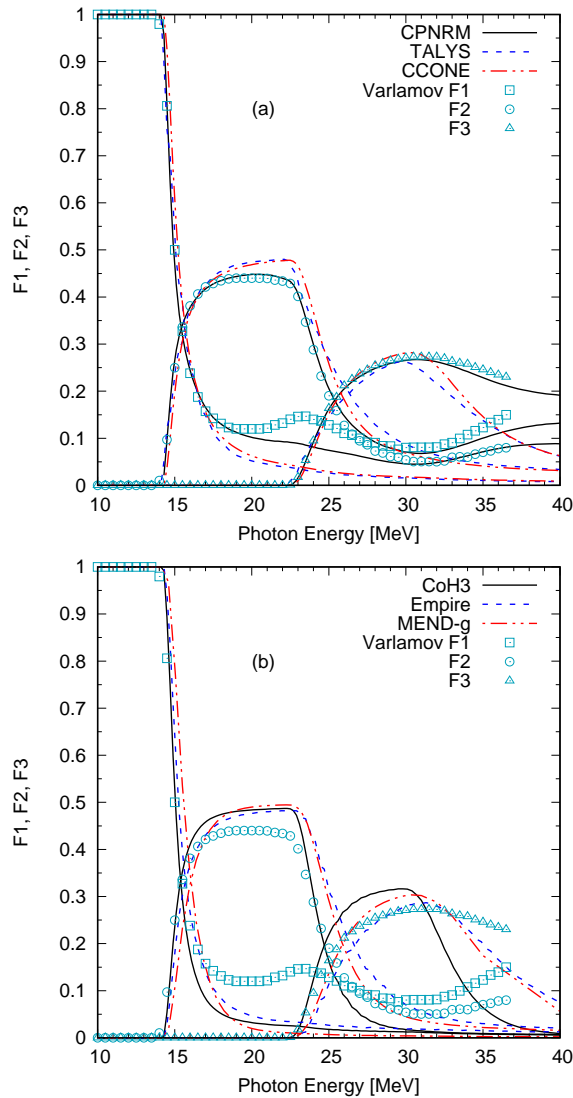 CPNRM
TALYS
CCONE
Varlamov F1
F2
F3
(a)
F1, F2, F3
1
0.9
0.8
0.7
0.6
0.5
0.4
0.3
0.2
0.1
0
10 15 20 25 30 35 40
Photon Energy [MeV]
CoH3
Empire
MEND-g
Varlamov F1
F2
F3
(b)
F1, F2, F3
1
0.9
0.8
0.7
0.6
0.5
0.4
0.3
0.2
0.1
0
10 15 20 25 30 35 40
Photon Energy [MeV]